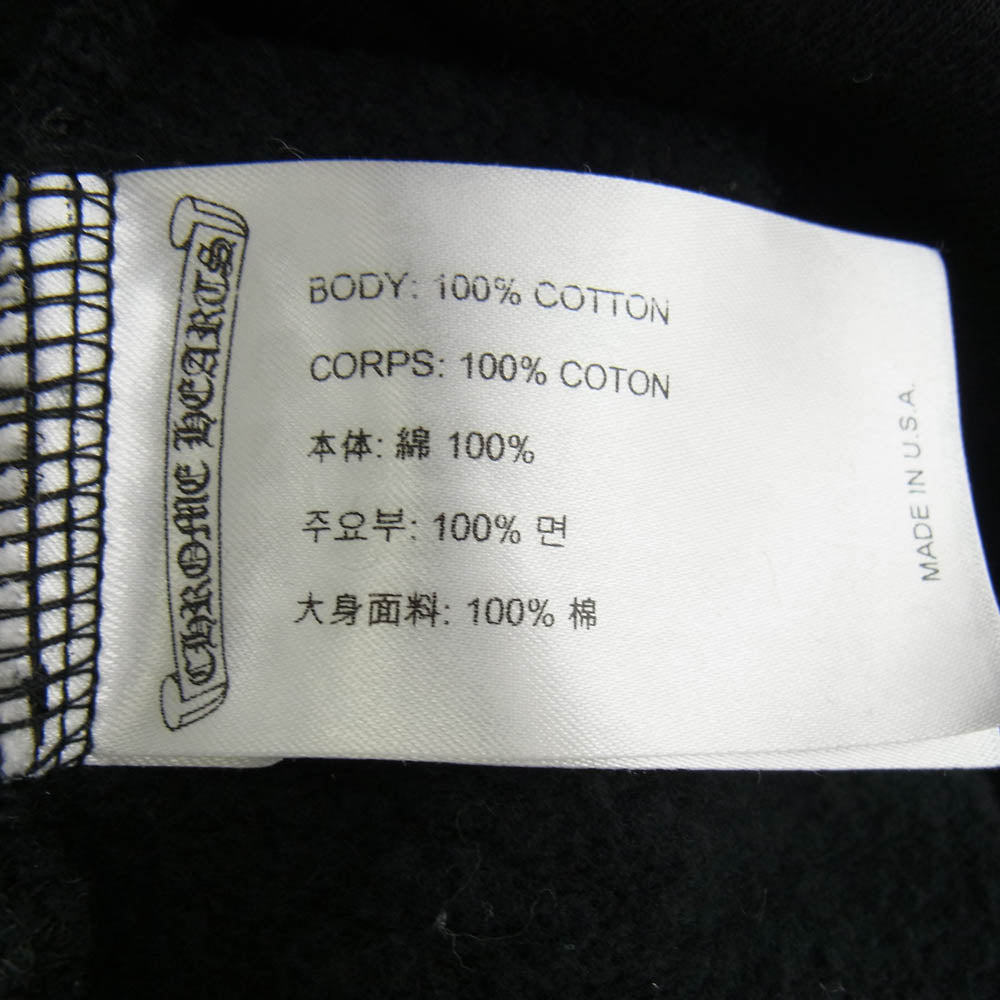 CHROME HEARTS
BODY: 100% COTTON
CORPS: 100% COTON
本体: 綿 100%
주요부: 100% 면
大身面料: 100% 棉
MADE IN U.S.A.